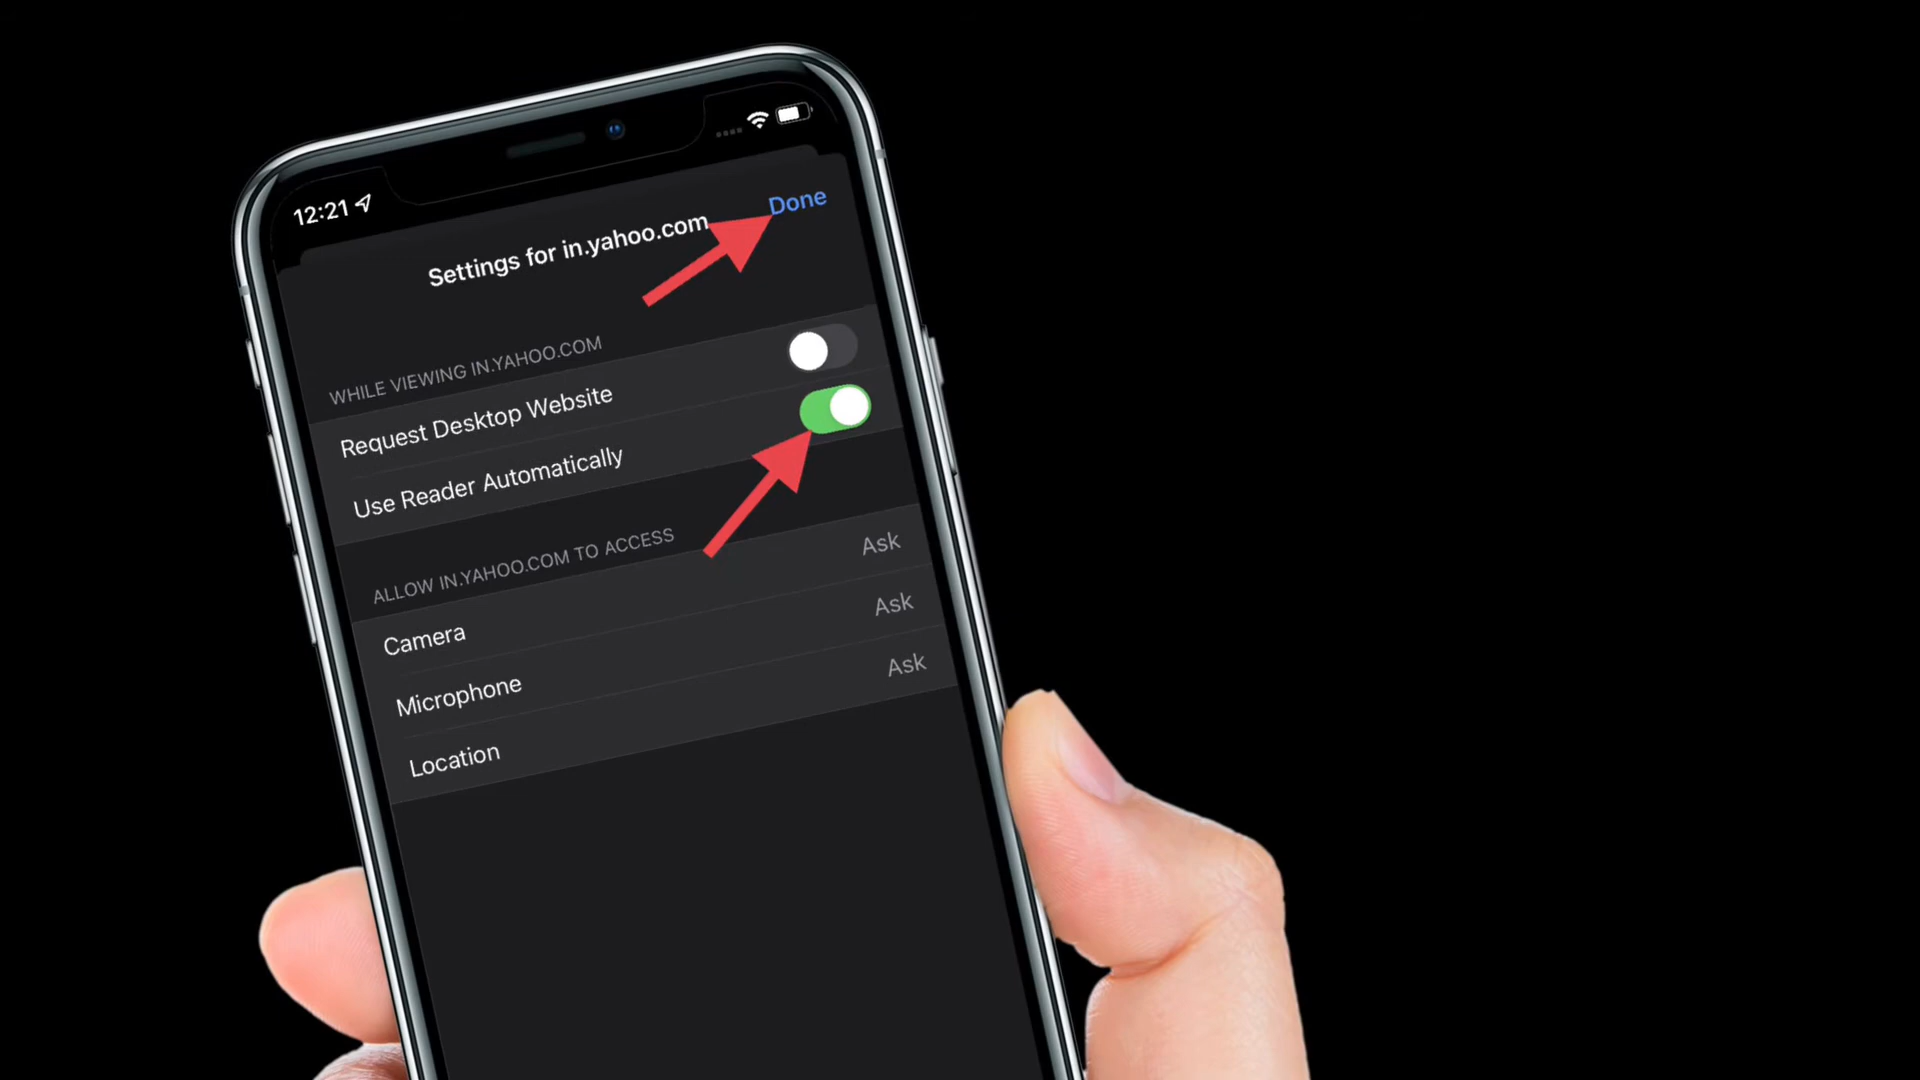 12:21
Settings for in.yahoo.com
Done
WHILE VIEWING IN.YAHOO.COM
Request Desktop Website
Use Reader Automatically
ALLOW IN.YAHOO.COM TO ACCESS
Camera Ask
Microphone Ask
Location Ask